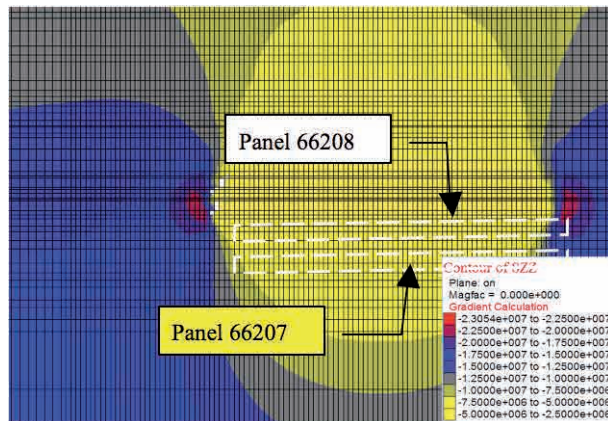 Panel 66208
Panel 66207
Contour of SZZ
Plane: on
Magfac = 0.000e+000
Gradient Calculation
-2.3054e+007 to -2.2500e+007
-2.2500e+007 to -2.0000e+007
-2.0000e+007 to -1.7500e+007
-1.7500e+007 to -1.5000e+007
-1.5000e+007 to -1.2500e+007
-1.2500e+007 to -1.0000e+007
-1.0000e+007 to -7.5000e+006
-7.5000e+006 to -5.0000e+006
-5.0000e+006 to -2.5000e+006